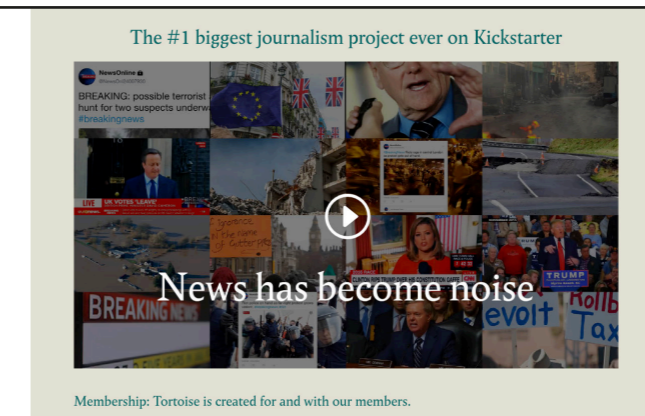 The #1 biggest journalism project ever on Kickstarter
NewsOnline
BREAKING: possible terrorist
hunt for two suspects underwa
#breakingnews
LIVE
UK VOTES 'LEAVE'
TRUMP
News has become noise
BREAKING NEWS
evolt
Tax
Membership: Tortoise is created for and with our members.